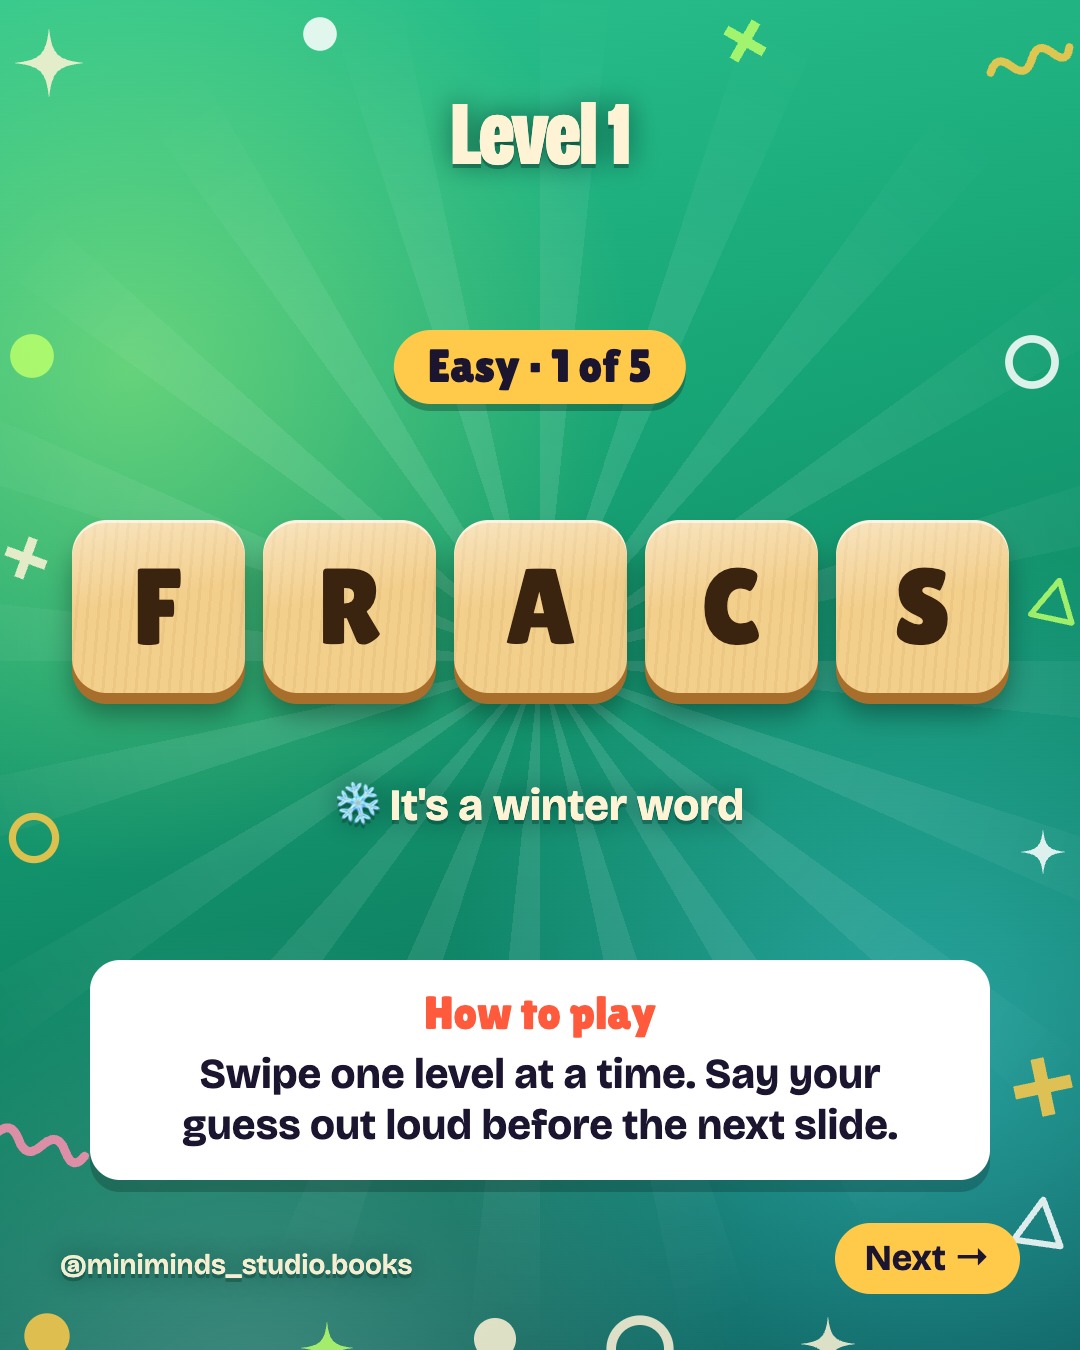 Level 1
Easy · 1 of 5
F R A C S
❄️ It's a winter word
How to play
Swipe one level at a time. Say your
guess out loud before the next slide.
@miniminds_studio.books
Next →